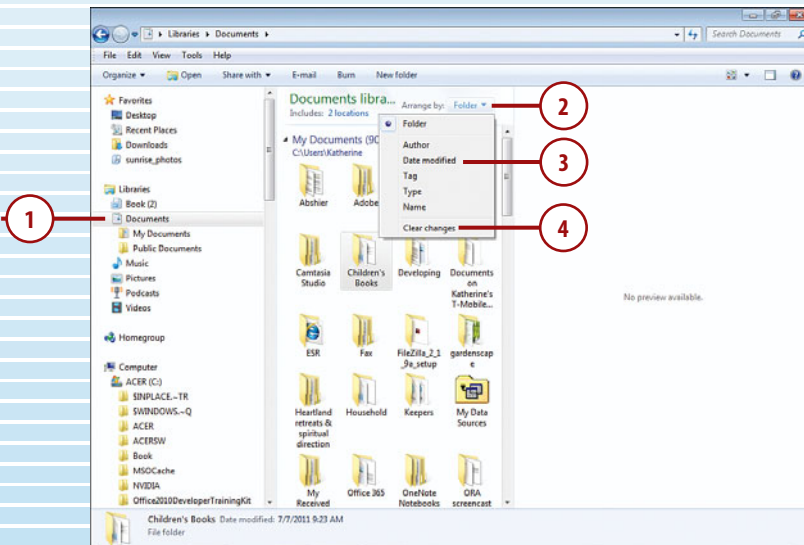 Libraries ▸ Documents ▸
Search Documents
File Edit View Tools Help
Organize ▾ Open Share with ▾ E-mail Burn New folder
Favorites
Desktop
Recent Places
Downloads
sunrise_photos
Libraries
Book (2)
1
Documents
My Documents
Public Documents
Music
Pictures
Podcasts
Videos
Homegroup
Computer
ACER (C:)
$INPLACE.~TR
$WINDOWS.~Q
ACER
ACERSW
Book
MSOCache
NVIDIA
Office2010DeveloperTrainingKit
Documents libra...
Arrange by: Folder ▾
2
Includes: 2 locations
Folder
Author
Date modified
3
Tag
Type
Name
Clear changes
4
My Documents (90
C:\Users\Katherine
Abshier
Adobe
Camtasia
Studio
Children's
Books
Developing
Documents
on
Katherine's
T-Mobile...
ESR
Fax
FileZilla_2_1
_9a_setup
gardenscap
e
Heartland
retreats &
spiritual
direction
Household
Keepers
My Data
Sources
My
Received
Office 365
OneNote
Notebooks
ORA
screencast
No preview available.
Children's Books Date modified: 7/7/2011 9:23 AM
File folder